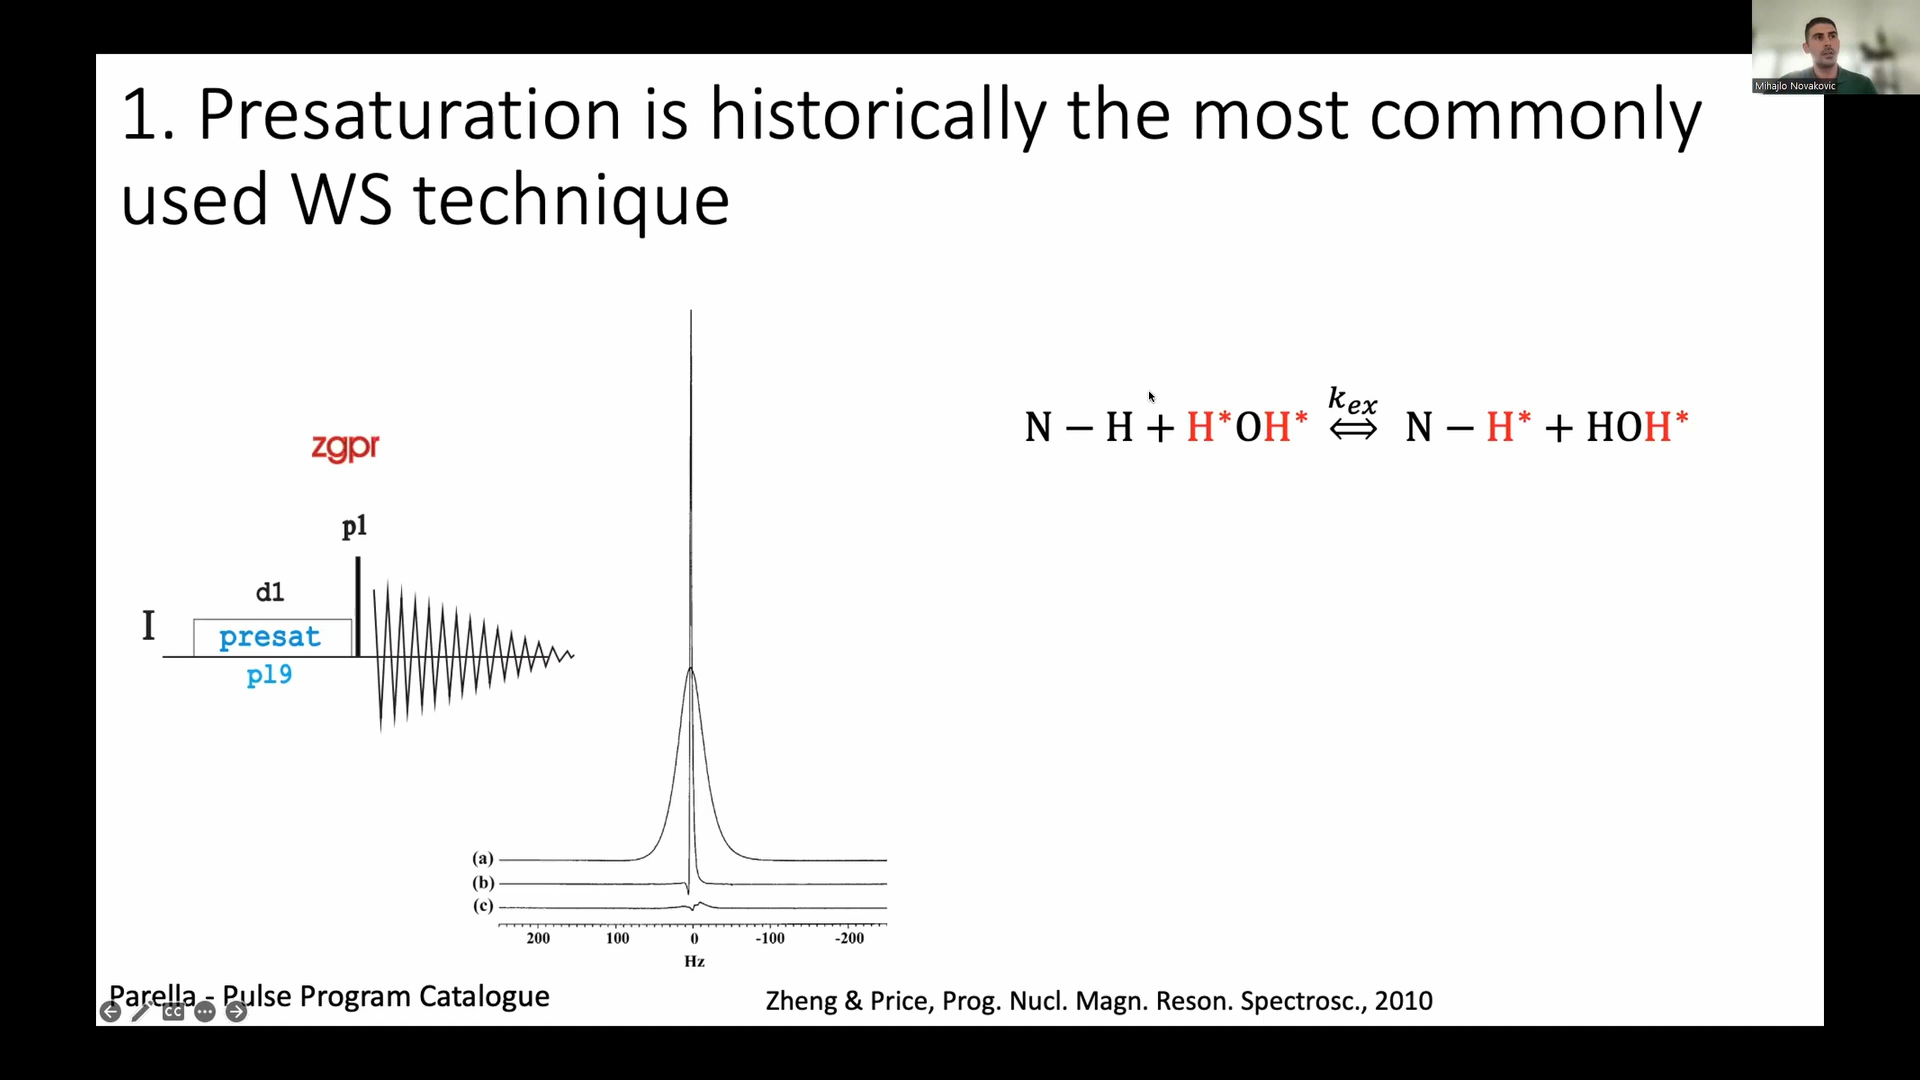 Mihajlo Novakovic
1. Presaturation is historically the most commonly
used WS technique
zgpr
p1
d1
I
presat
pl9
N − H + H*OH* ⇔ N − H* + HOH*
k_ex
(a)
(b)
(c)
200 100 0 -100 -200
Hz
Parella - Pulse Program Catalogue
Zheng & Price, Prog. Nucl. Magn. Reson. Spectrosc., 2010
CC